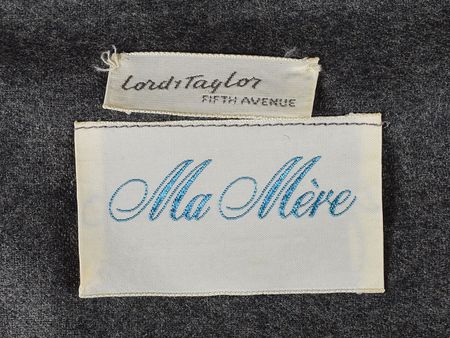 Lord & Taylor
FIFTH AVENUE
Ma Mère